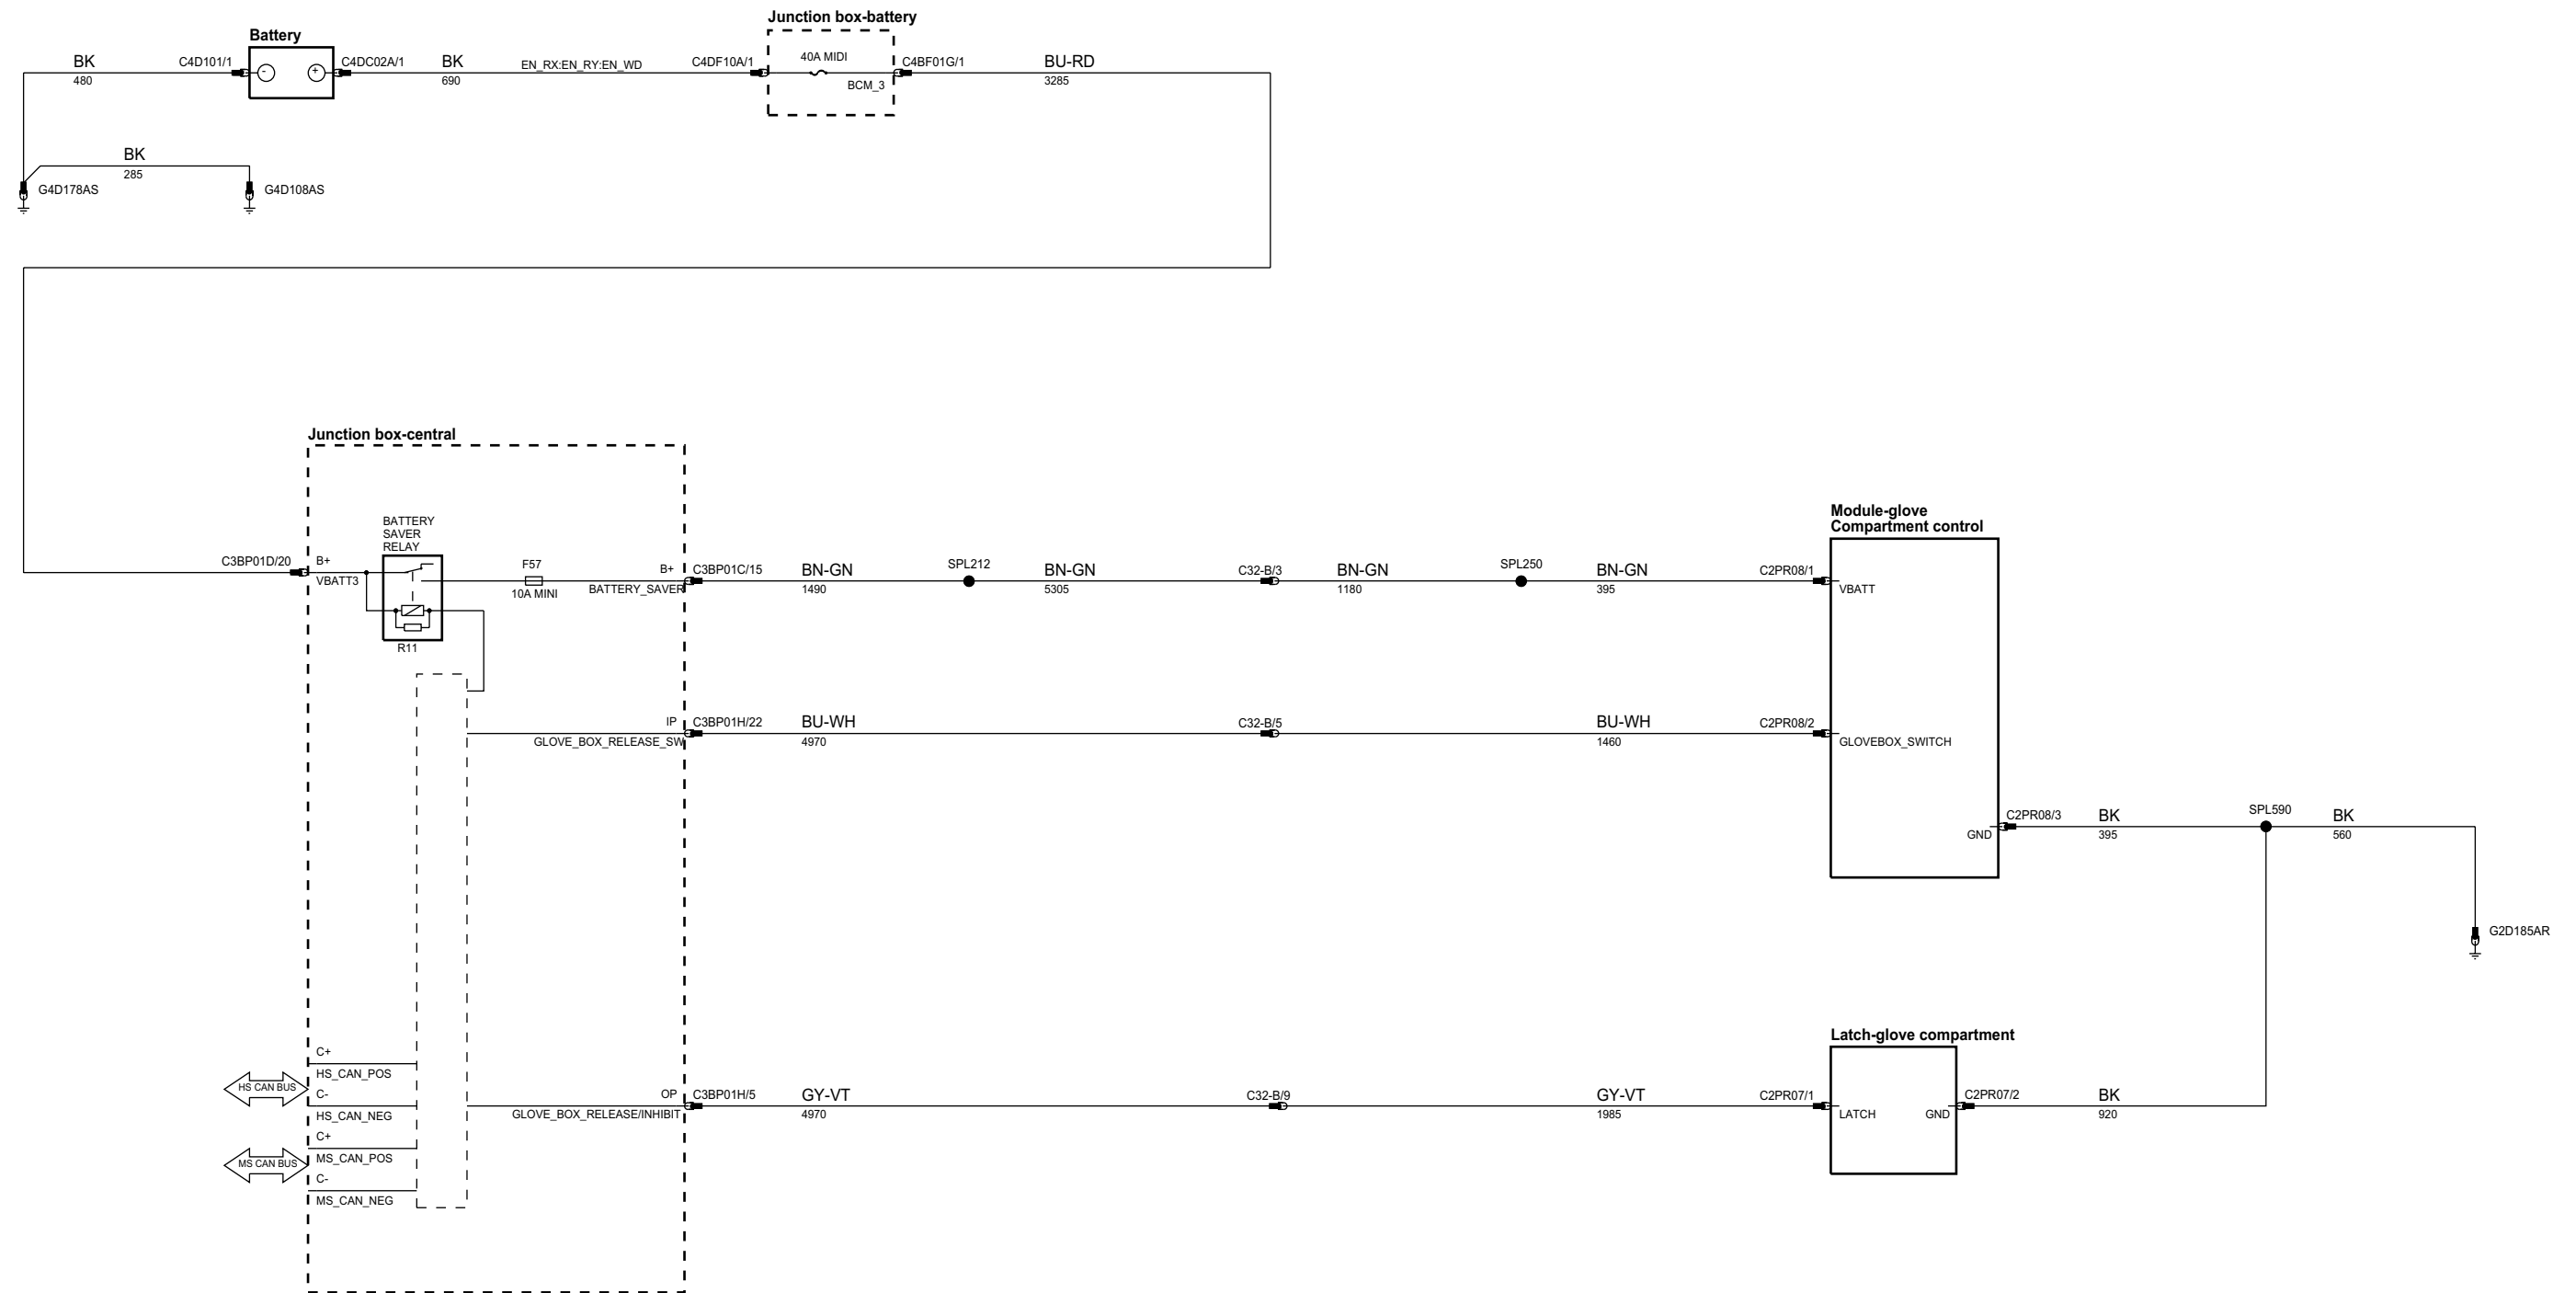 Junction box-battery
Battery
BK
480
C4D101/1
-
+
C4DC02A/1
BK
690
EN_RX:EN_RY:EN_WD
C4DF10A/1
40A MIDI
BCM_3
C4BF01G/1
BU-RD
3285
BK
285
G4D178AS
G4D108AS
Junction box-central
BATTERY
SAVER
RELAY
C3BP01D/20
B+
VBATT3
R11
F57
10A MINI
B+
BATTERY_SAVER
C3BP01C/15
BN-GN
1490
SPL212
BN-GN
5305
C32-B/3
BN-GN
1180
SPL250
BN-GN
395
C2PR08/1
Module-glove
Compartment control
VBATT
IP
GLOVE_BOX_RELEASE_SW
C3BP01H/22
BU-WH
4970
C32-B/5
BU-WH
1460
C2PR08/2
GLOVEBOX_SWITCH
GND
C2PR08/3
BK
395
SPL590
BK
560
G2D185AR
Latch-glove compartment
C+
HS_CAN_POS
HS CAN BUS
C-
HS_CAN_NEG
C+
MS_CAN_POS
MS CAN BUS
C-
MS_CAN_NEG
OP
GLOVE_BOX_RELEASE/INHIBIT
C3BP01H/5
GY-VT
4970
C32-B/9
GY-VT
1985
C2PR07/1
LATCH
GND
C2PR07/2
BK
920